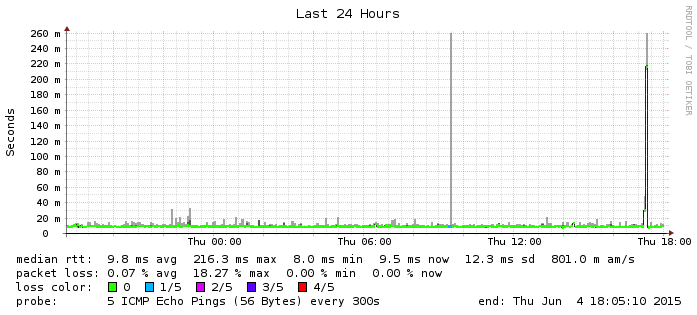 Last 24 Hours
RRDTOOL / TOBI OETIKER
Seconds
260 m
240 m
220 m
200 m
180 m
160 m
140 m
120 m
100 m
80 m
60 m
40 m
20 m
0
Thu 00:00 Thu 06:00 Thu 12:00 Thu 18:00
median rtt: 9.8 ms avg 216.3 ms max 8.0 ms min 9.5 ms now 12.3 ms sd 801.0 m am/s
packet loss: 0.07 % avg 18.27 % max 0.00 % min 0.00 % now
loss color: 0 1/5 2/5 3/5 4/5
probe: 5 ICMP Echo Pings (56 Bytes) every 300s end: Thu Jun 4 18:05:10 2015